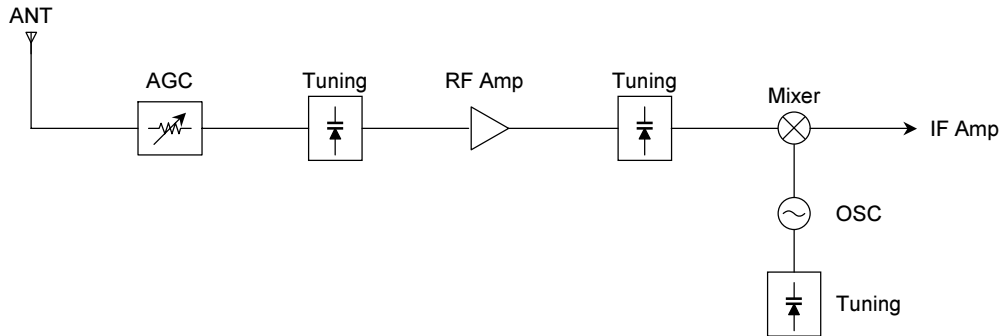 ANT
AGC
Tuning
RF Amp
Tuning
Mixer
IF Amp
OSC
Tuning